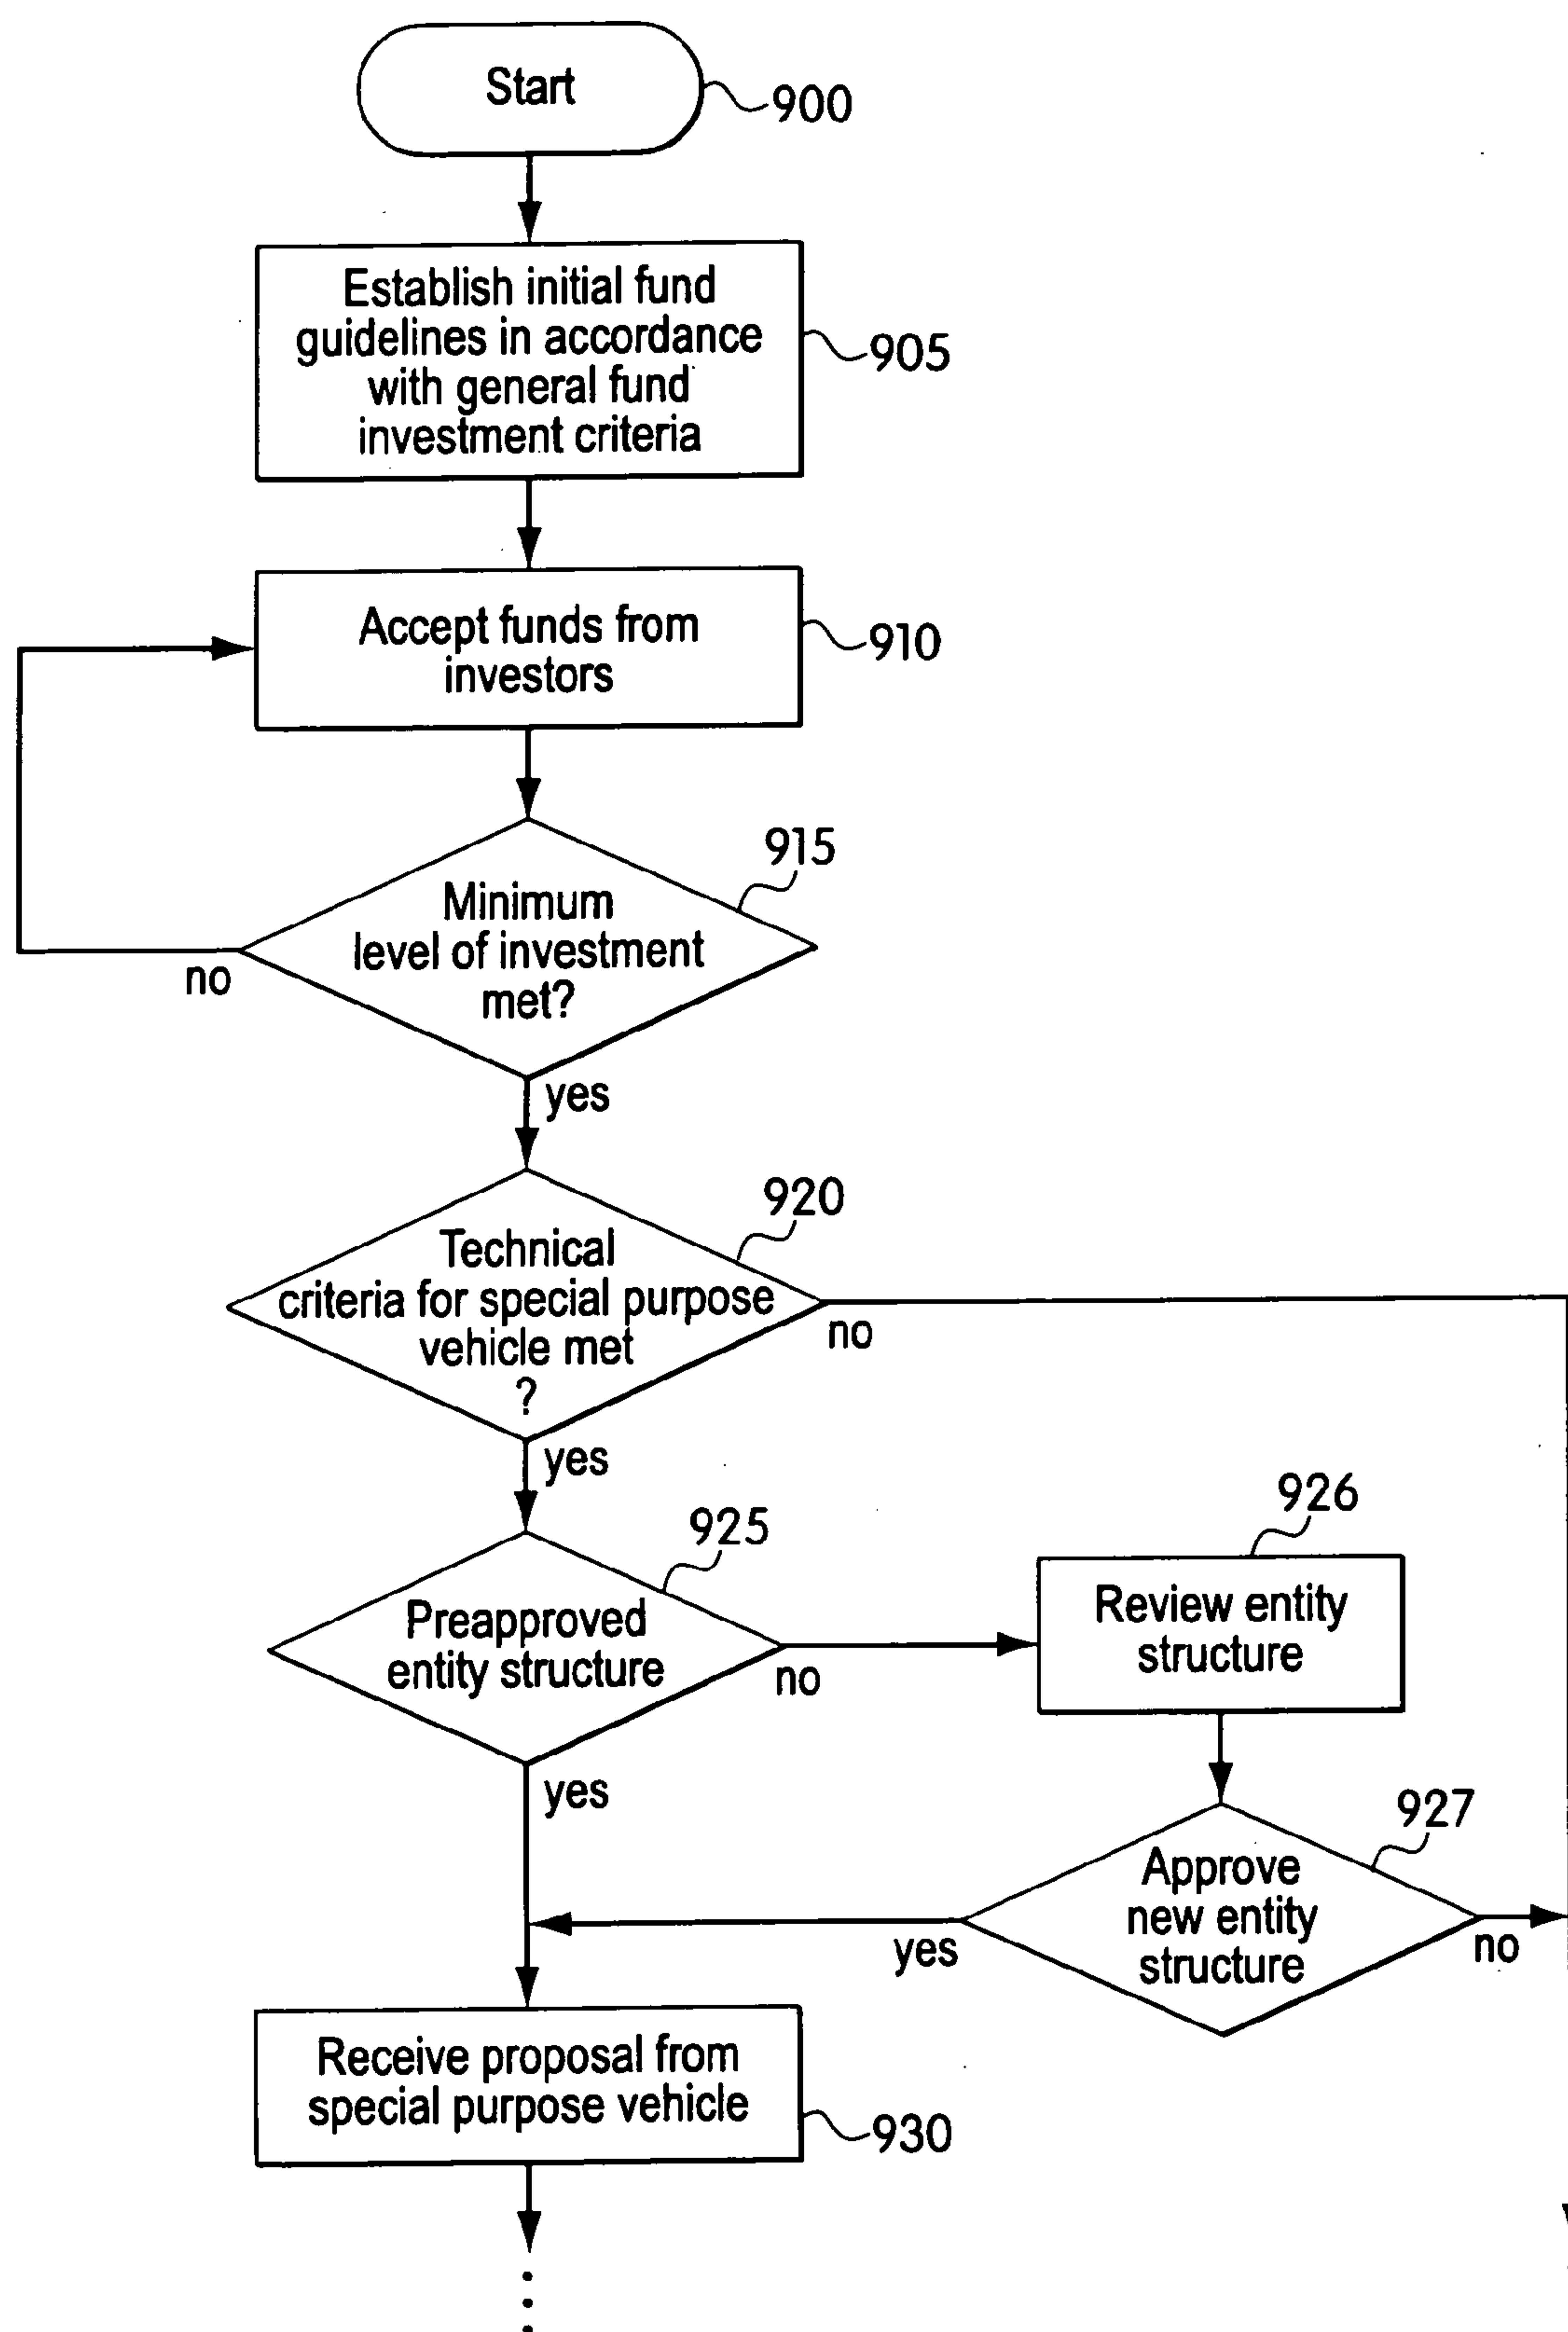 Start
900
Establish initial fund
guidelines in accordance
with general fund
investment criteria
905
Accept funds from
investors
910
915
Minimum
level of investment
met?
no
yes
920
Technical
criteria for special purpose
vehicle met
?
no
yes
925
Preapproved
entity structure
no
yes
926
Review entity
structure
927
Approve
new entity
structure
yes
no
Receive proposal from
special purpose vehicle
930